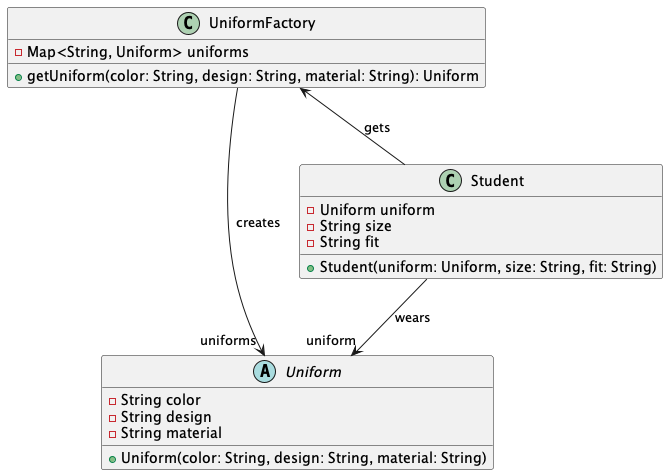 C UniformFactory
Map<String, Uniform> uniforms
getUniform(color: String, design: String, material: String): Uniform
gets
C Student
Uniform uniform
String size
String fit
Student(uniform: Uniform, size: String, fit: String)
creates
wears
uniforms
uniform
A Uniform
String color
String design
String material
Uniform(color: String, design: String, material: String)